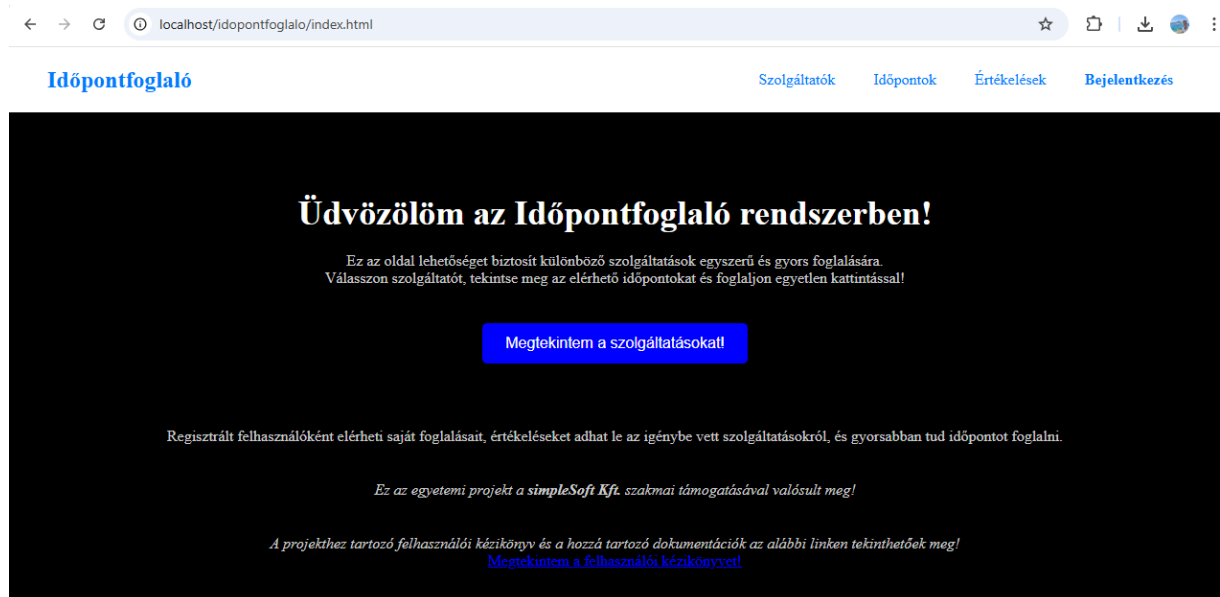 localhost/idopontfoglalo/index.html
Időpontfoglaló
Szolgáltatók
Időpontok
Értékelések
Bejelentkezés
Üdvözölöm az Időpontfoglaló rendszerben!
Ez az oldal lehetőséget biztosít különböző szolgáltatások egyszerű és gyors foglalására.
Válasszon szolgáltatót, tekintse meg az elérhető időpontokat és foglaljon egyetlen kattintással!
Megtekintem a szolgáltatásokat!
Regisztrált felhasználóként elérheti saját foglalásait, értékeléseket adhat le az igénybe vett szolgáltatásokról, és gyorsabban tud időpontot foglalni.
Ez az egyetemi projekt a simpleSoft Kft. szakmai támogatásával valósult meg!
A projekthez tartozó felhasználói kézikönyv és a hozzá tartozó dokumentációk az alábbi linken tekinthetőek meg!
Megtekintem a felhasználói kézikönyvet!